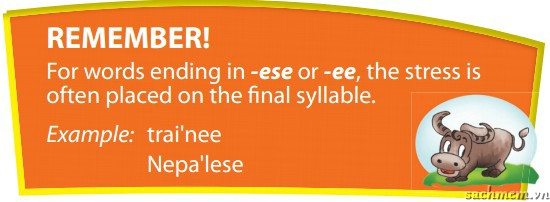 REMEMBER!
For words ending in -ese or -ee, the stress is
often placed on the final syllable.
Example: trai'nee
Nepa'lese
sachmem.vn